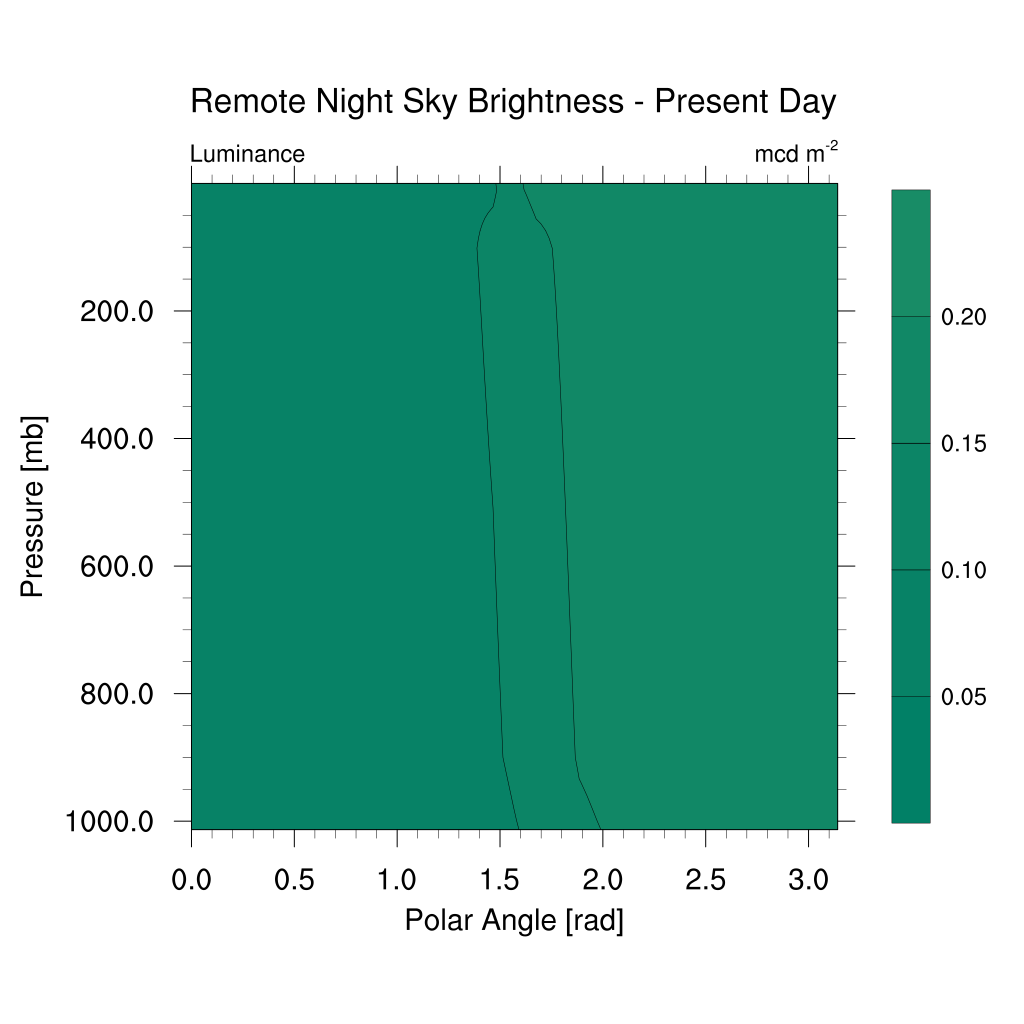 Remote Night Sky Brightness - Present Day
Luminance
mcd m⁻²
200.0
400.0
600.0
800.0
1000.0
Pressure [mb]
0.0 0.5 1.0 1.5 2.0 2.5 3.0
Polar Angle [rad]
0.20
0.15
0.10
0.05